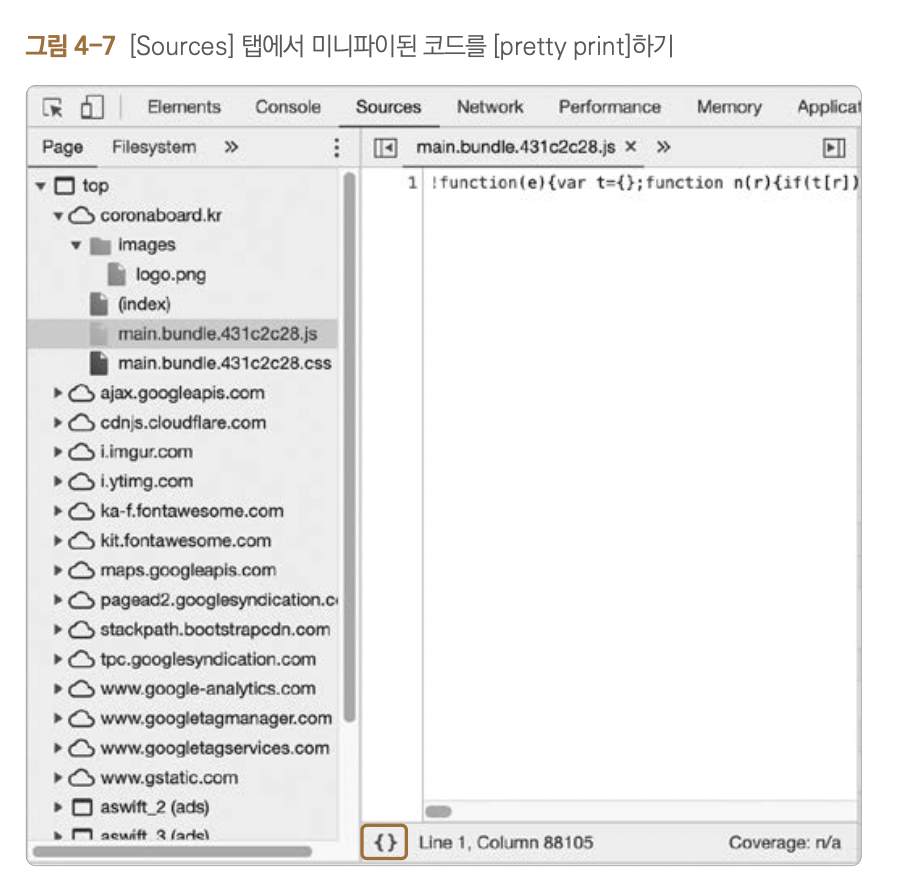 그림 4-7 [Sources] 탭에서 미니파이된 코드를 [pretty print]하기
Elements Console Sources Network Performance Memory Applicat
Page Filesystem »
main.bundle.431c2c28.js × »
top
coronaboard.kr
images
logo.png
(index)
main.bundle.431c2c28.js
main.bundle.431c2c28.css
ajax.googleapis.com
cdnjs.cloudflare.com
i.imgur.com
i.ytimg.com
ka-f.fontawesome.com
kit.fontawesome.com
maps.googleapis.com
pagead2.googlesyndication.c
stackpath.bootstrapcdn.com
tpc.googlesyndication.com
www.google-analytics.com
www.googletagmanager.com
www.googletagservices.com
www.gstatic.com
aswift_2 (ads)
aswift_3 (ads)
1 !function(e){var t={};function n(r){if(t[r])
{} Line 1, Column 88105 Coverage: n/a